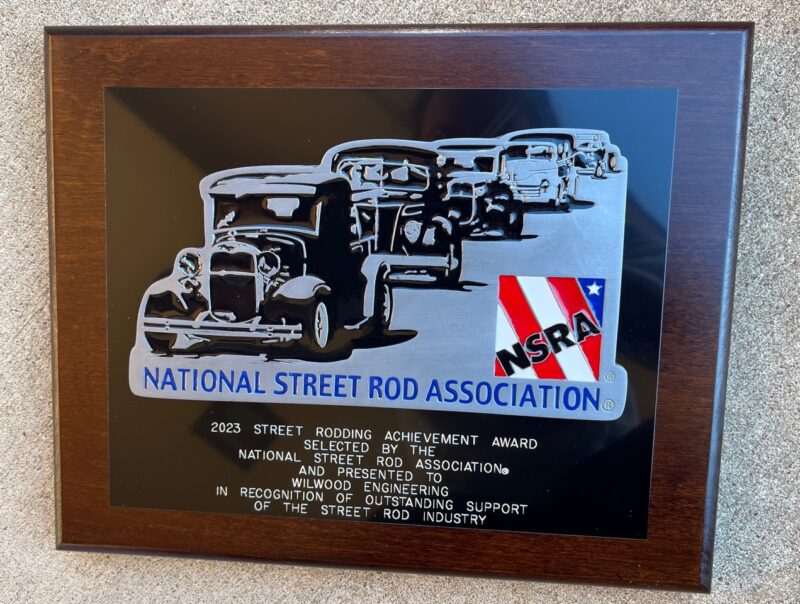 NSRA
®
NATIONAL STREET ROD ASSOCIATION®
2023 STREET RODDING ACHIEVEMENT AWARD
SELECTED BY THE
NATIONAL STREET ROD ASSOCIATION®
AND PRESENTED TO
WILWOOD ENGINEERING
IN RECOGNITION OF OUTSTANDING SUPPORT
OF THE STREET ROD INDUSTRY